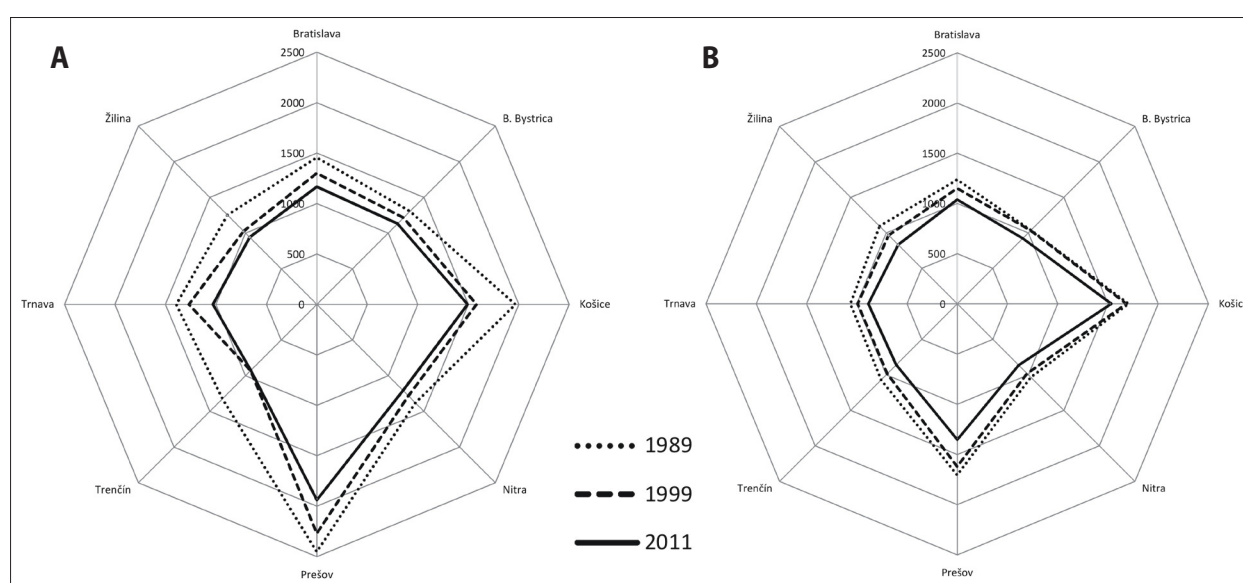 A
Bratislava
2500
2000
1500
1000
500
0
Žilina
B. Bystrica
Trnava
Košice
Trenčín
Nitra
Prešov
B
Bratislava
2500
2000
1500
1000
500
0
Žilina
B. Bystrica
Trnava
Košic
Trenčín
Nitra
Prešov
1989
1999
2011